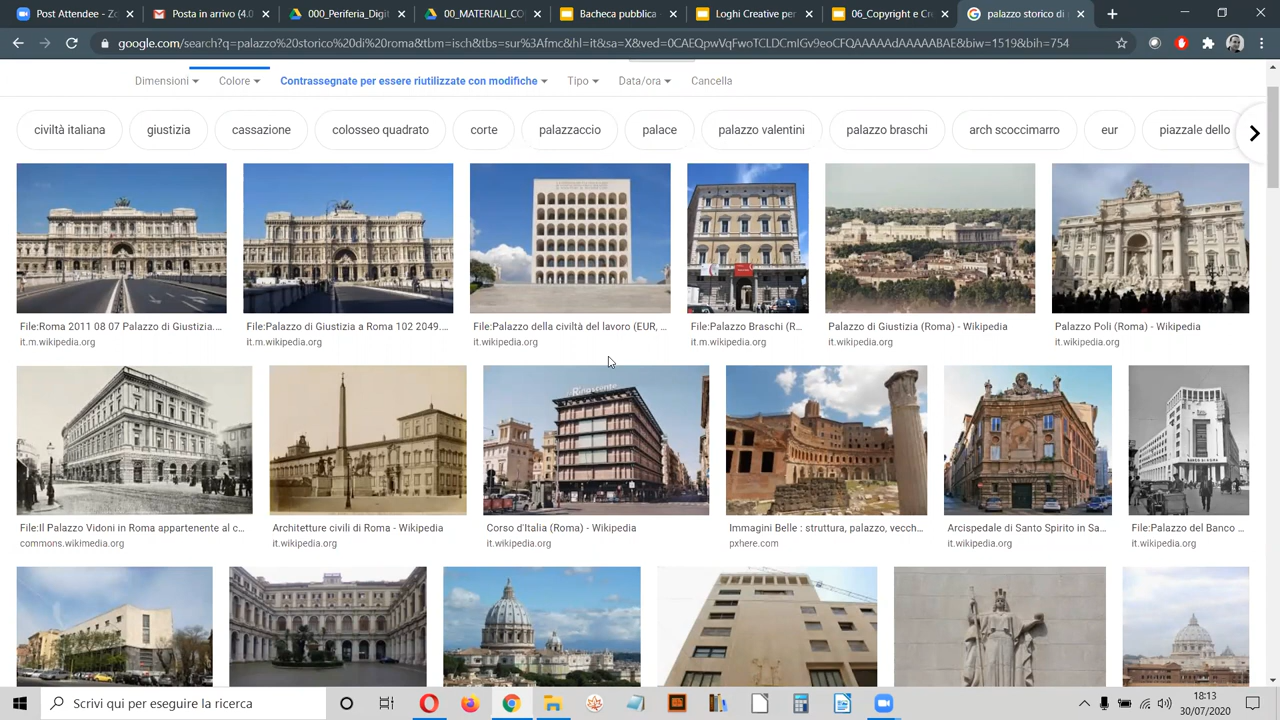 Post Attendee - Zoom
Posta in arrivo (4.0
000_Periferia_Digit
00_MATERIALI_CO
Bacheca pubblica
Loghi Creative per
06_Copyright e Cre
palazzo storico di r
google.com/search?q=palazzo+storico+di+roma&tbm=isch&tbs=sur%3Afmc&hl=it&sa=X&ved=0CAEQpwVqFwoTCLDCmIGv9eoCFQAAAAAdAAAAABAE&biw=1519&bih=754
Dimensioni Colore Contrassegnate per essere riutilizzate con modifiche Tipo Data/ora Cancella
civiltà italiana giustizia cassazione colosseo quadrato corte palazzaccio palace palazzo valentini palazzo braschi arch scoccimarro eur piazzale dello
File:Roma 2011 08 07 Palazzo di Giustizia....
it.m.wikipedia.org
File:Palazzo di Giustizia a Roma 102 2049....
it.m.wikipedia.org
File:Palazzo della civiltà del lavoro (EUR, ...
it.wikipedia.org
File:Palazzo Braschi (R...
it.m.wikipedia.org
Palazzo di Giustizia (Roma) - Wikipedia
it.wikipedia.org
Palazzo Poli (Roma) - Wikipedia
it.wikipedia.org
Rinascente
BANCO DI ROMA
File:Il Palazzo Vidoni in Roma appartenente al c...
commons.wikimedia.org
Architetture civili di Roma - Wikipedia
it.wikipedia.org
Corso d'Italia (Roma) - Wikipedia
it.wikipedia.org
Immagini Belle : struttura, palazzo, vecch...
pxhere.com
Arcispedale di Santo Spirito in Sa...
it.wikipedia.org
File:Palazzo del Banco ...
it.wikipedia.org
Scrivi qui per eseguire la ricerca
18:13
30/07/2020